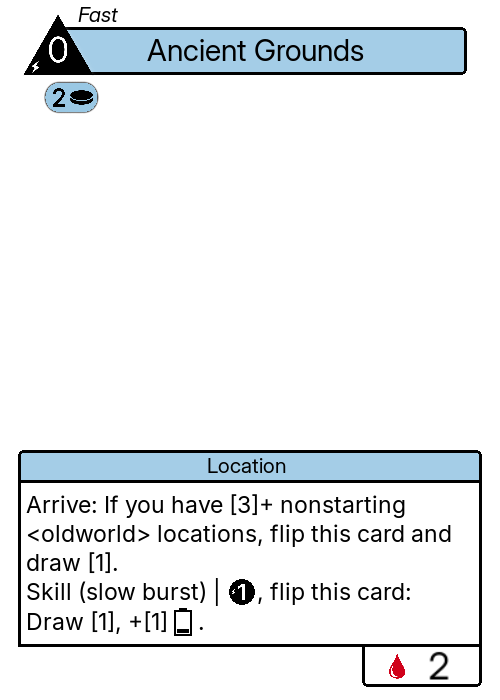 Fast
0 Ancient Grounds
2
Location
Arrive: If you have [3]+ nonstarting
<oldworld> locations, flip this card and
draw [1].
Skill (slow burst) | 1, flip this card:
Draw [1], +[1] .
2